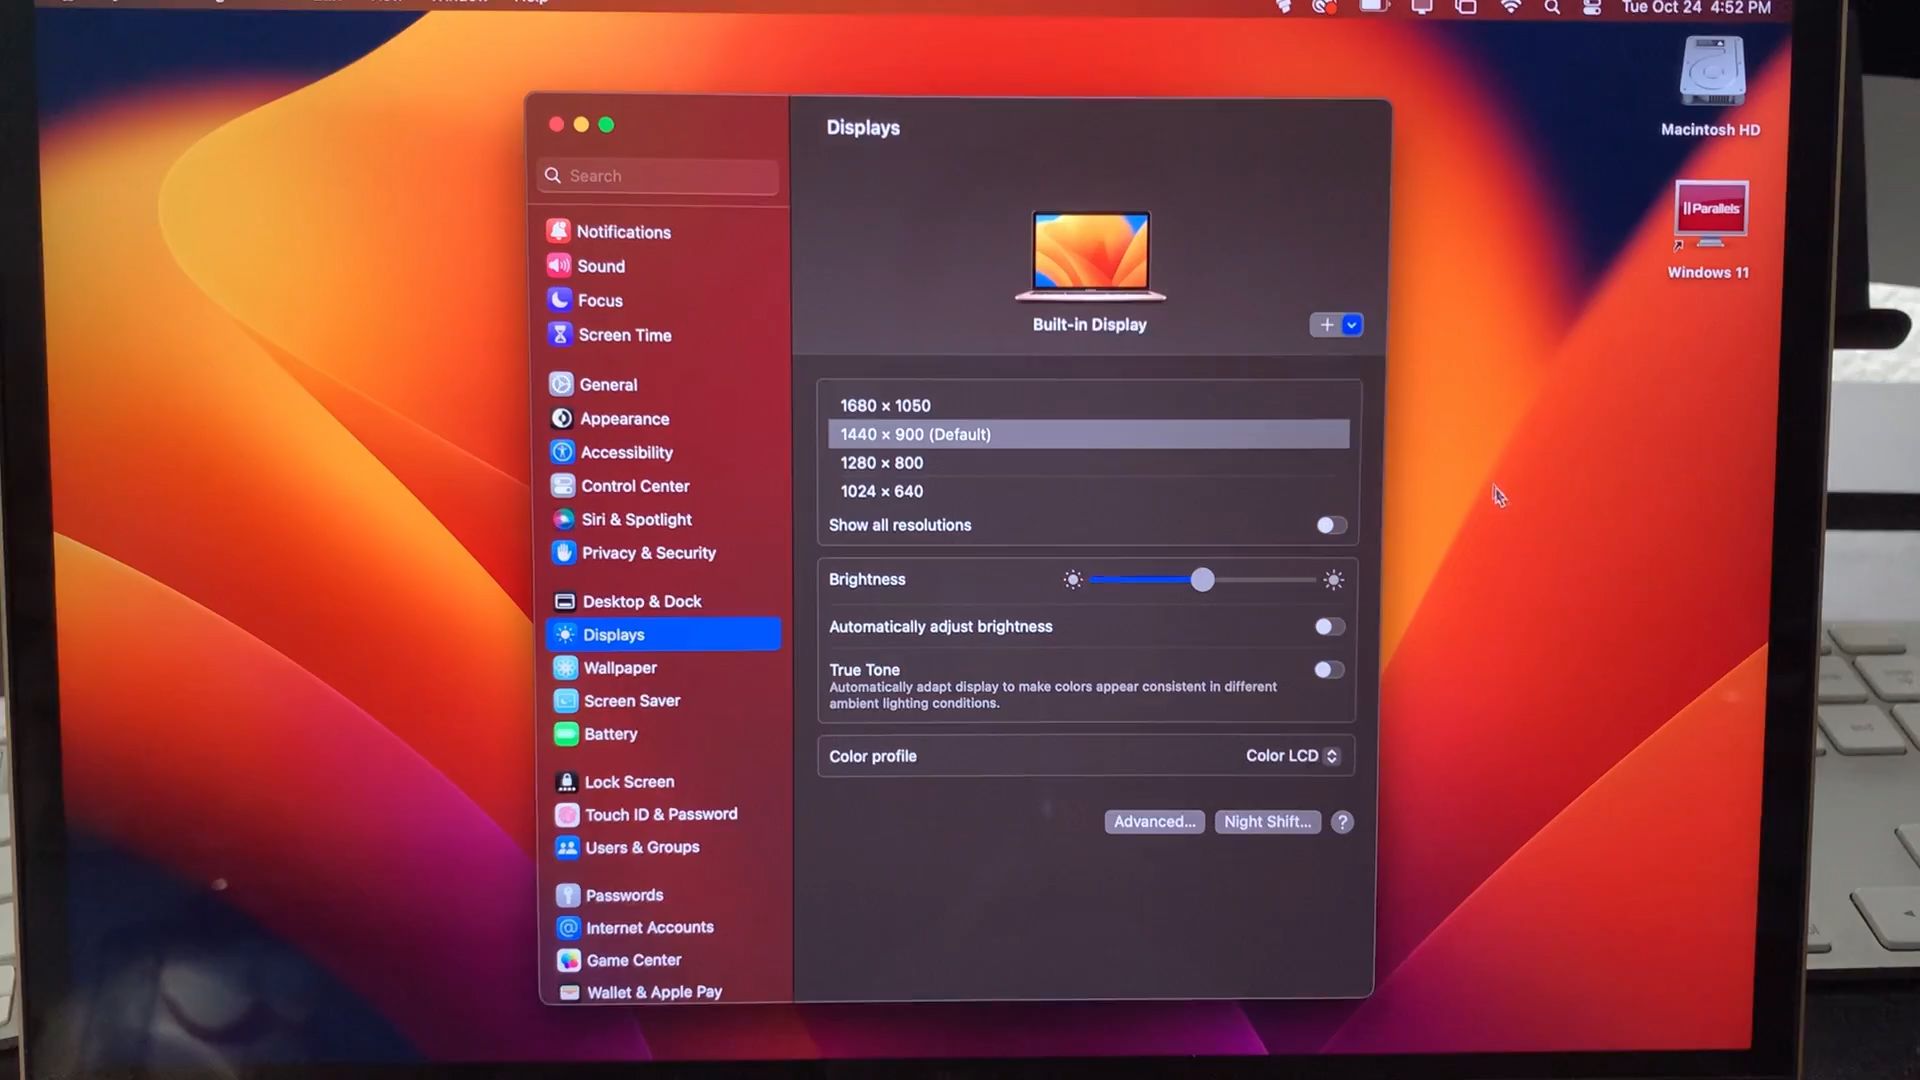 Tue Oct 24 4:52 PM
Macintosh HD
Parallels
Windows 11
Search
Notifications
Sound
Focus
Screen Time
General
Appearance
Accessibility
Control Center
Siri & Spotlight
Privacy & Security
Desktop & Dock
Displays
Wallpaper
Screen Saver
Battery
Lock Screen
Touch ID & Password
Users & Groups
Passwords
Internet Accounts
Game Center
Wallet & Apple Pay
Displays
Built-in Display
1680 × 1050
1440 × 900 (Default)
1280 × 800
1024 × 640
Show all resolutions
Brightness
Automatically adjust brightness
True Tone
Automatically adapt display to make colors appear consistent in different
ambient lighting conditions.
Color profile
Color LCD
Advanced...
Night Shift...
?